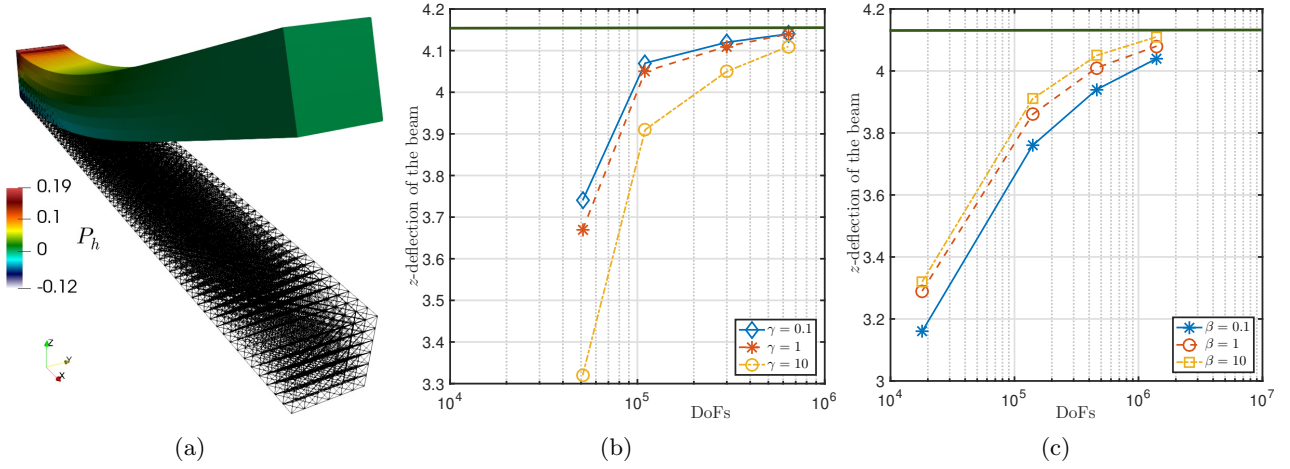 0.19
0.1
0
-0.12
P_h
Z
Y
X
(a)
4.2
4.1
4
3.9
3.8
3.7
3.6
3.5
3.4
3.3
z-deflection of the beam
10^4
10^5
10^6
DoFs
γ = 0.1
γ = 1
γ = 10
(b)
4.2
4
3.8
3.6
3.4
3.2
3
z-deflection of the beam
10^4
10^5
10^6
10^7
DoFs
β = 0.1
β = 1
β = 10
(c)